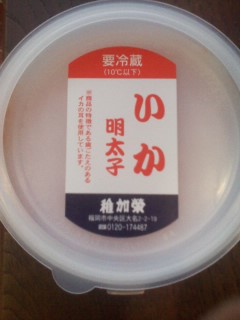 要冷蔵
(10℃以下)
いか
明太子
※商品の特徴である歯ごたえのある
イカの耳を使用しています。
稚加榮
福岡市中央区大名2-2-19
0120-174487